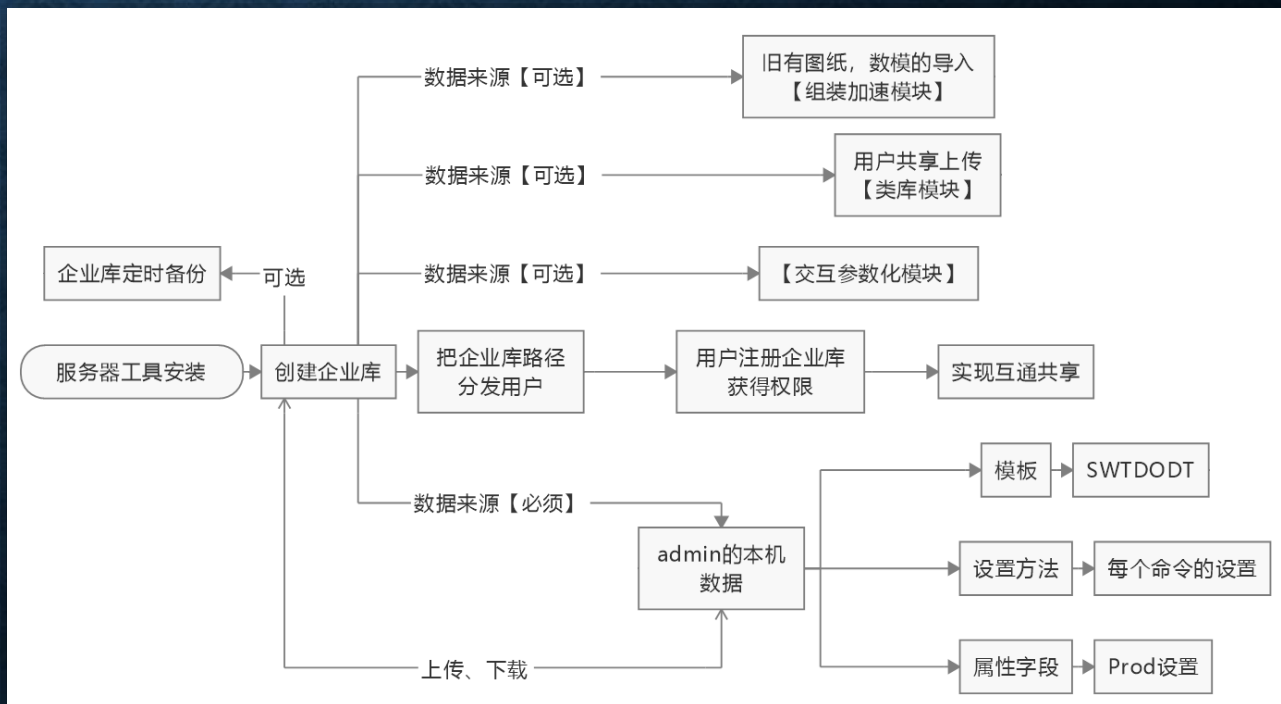 数据来源【可选】
旧有图纸，数模的导入
【组装加速模块】
数据来源【可选】
用户共享上传
【类库模块】
企业库定时备份
可选
数据来源【可选】
【交互参数化模块】
服务器工具安装
创建企业库
把企业库路径
分发用户
用户注册企业库
获得权限
实现互通共享
数据来源【必须】
admin的本机
数据
模板
SWTDODT
设置方法
每个命令的设置
上传、下载
属性字段
Prod设置